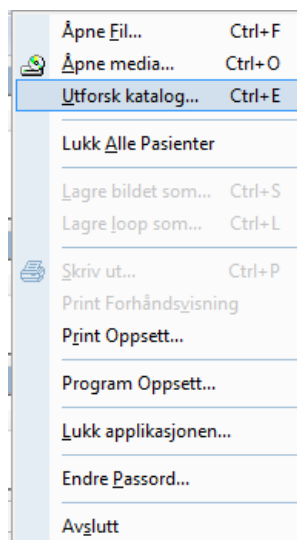 Åpne Fil... Ctrl+F
Åpne media... Ctrl+O
Utforsk katalog... Ctrl+E
Lukk Alle Pasienter
Lagre bildet som... Ctrl+S
Lagre loop som... Ctrl+L
Skriv ut... Ctrl+P
Print Forhåndsvisning
Print Oppsett...
Program Oppsett...
Lukk applikasjonen...
Endre Passord...
Avslutt